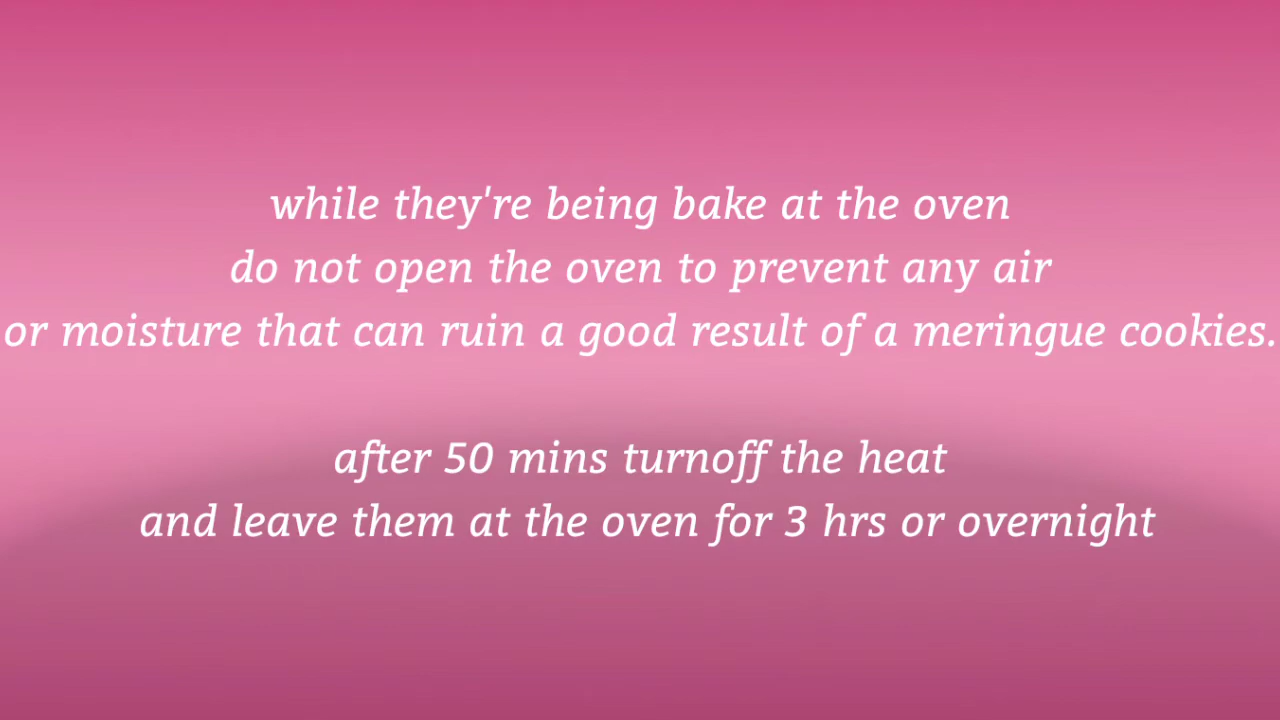 while they're being bake at the oven
do not open the oven to prevent any air
or moisture that can ruin a good result of a meringue cookies.
after 50 mins turnoff the heat
and leave them at the oven for 3 hrs or overnight